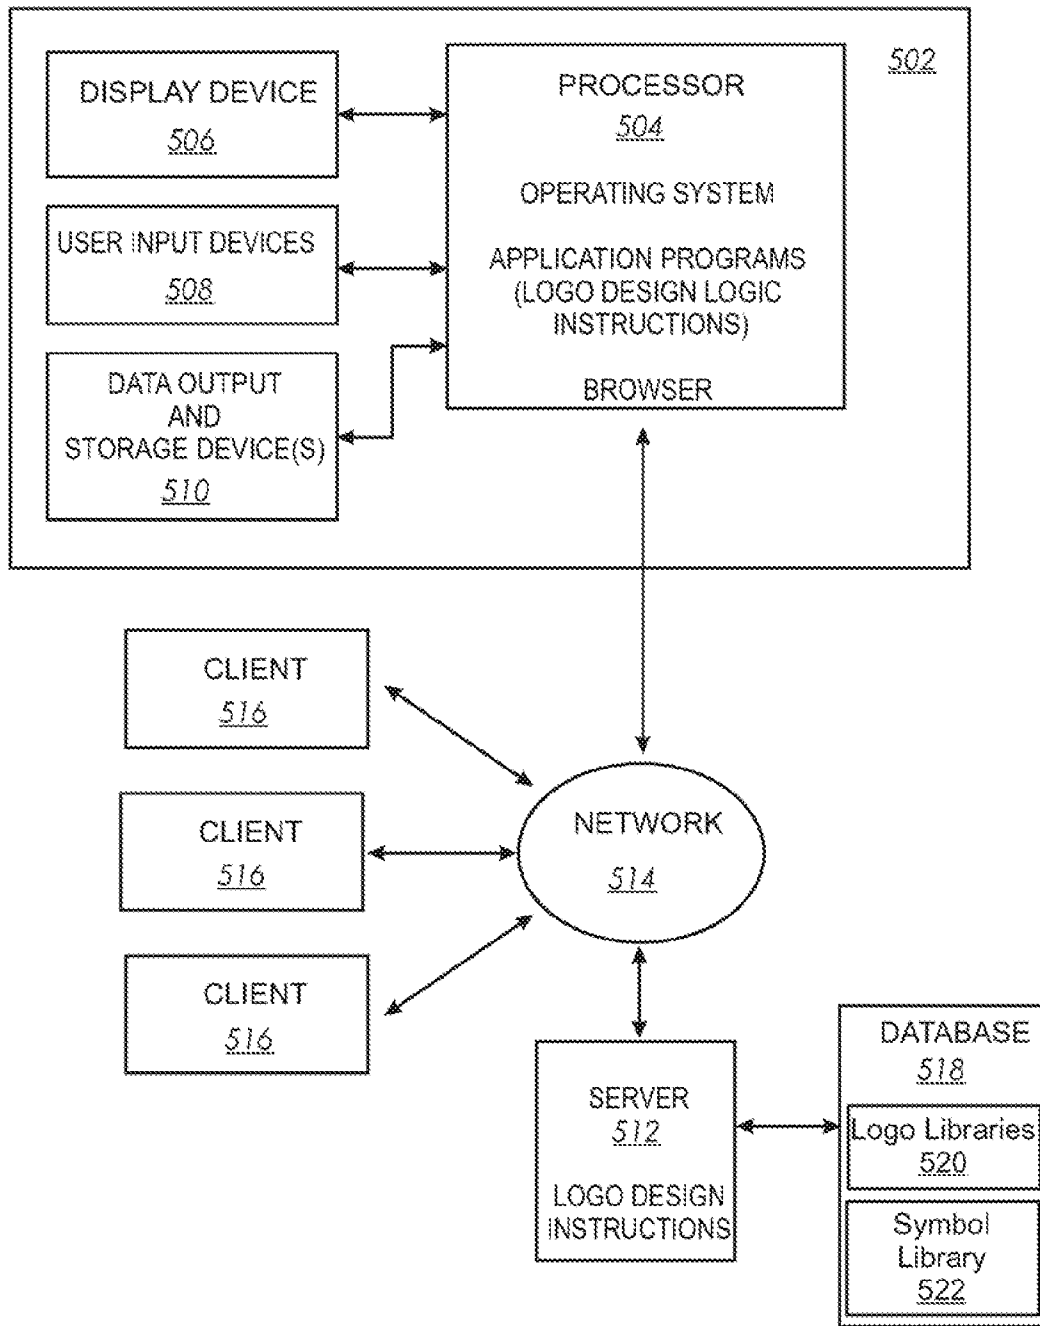 502
DISPLAY DEVICE
506
USER INPUT DEVICES
508
DATA OUTPUT
AND
STORAGE DEVICE(S)
510
PROCESSOR
504
OPERATING SYSTEM
APPLICATION PROGRAMS
(LOGO DESIGN LOGIC
INSTRUCTIONS)
BROWSER
CLIENT
516
CLIENT
516
CLIENT
516
NETWORK
514
SERVER
512
LOGO DESIGN
INSTRUCTIONS
DATABASE
518
Logo Libraries
520
Symbol
Library
522